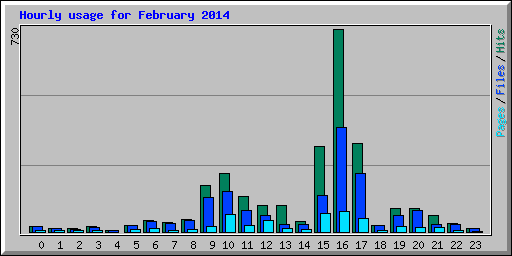 Hourly usage for February 2014
730
Pages/Files/Hits
0 1 2 3 4 5 6 7 8 9 10 11 12 13 14 15 16 17 18 19 20 21 22 23